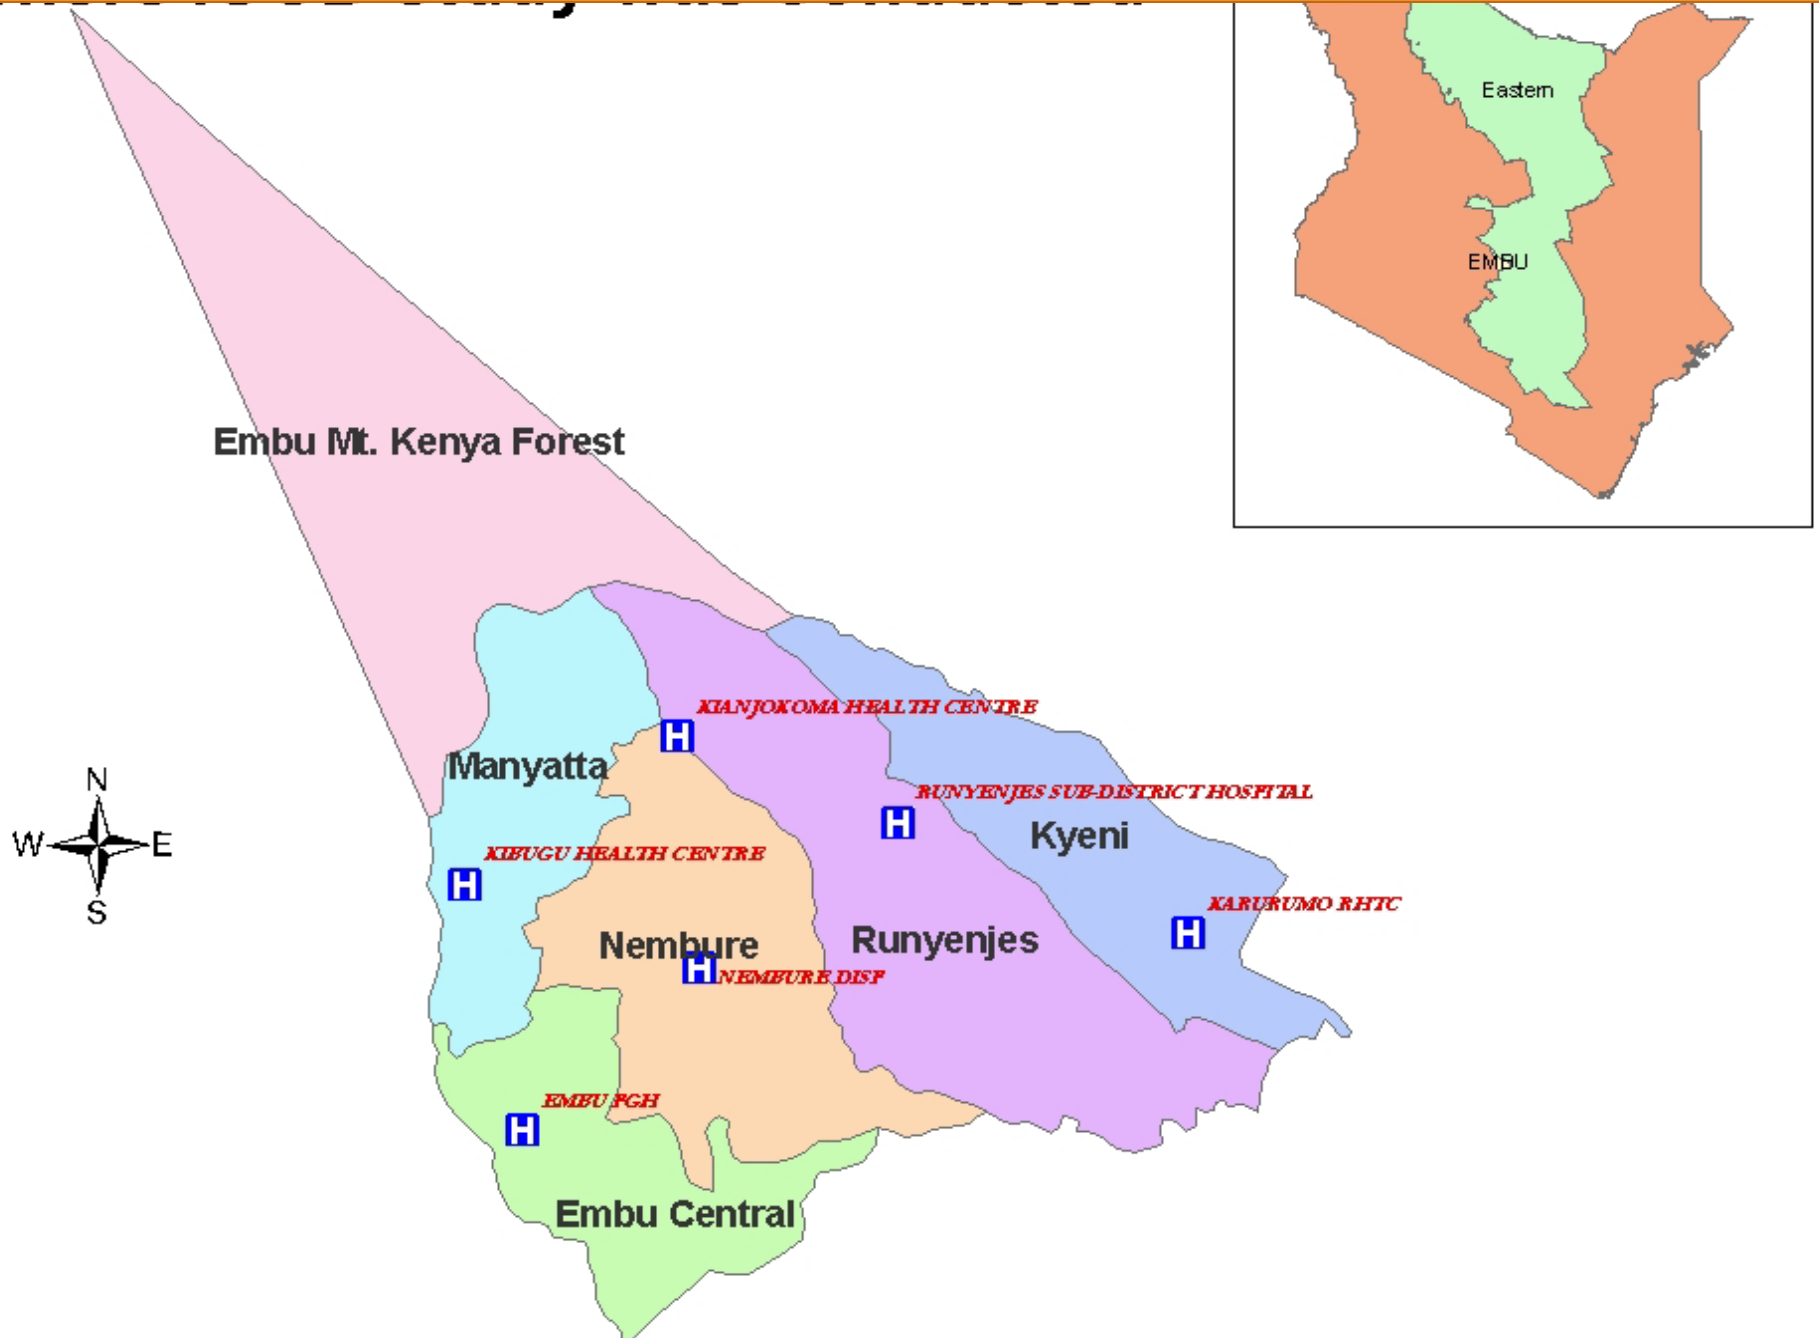 Eastern
EMBU
Embu Mt. Kenya Forest
KIANJOKOMA HEALTH CENTRE
H
Manyatta
RUNYENJES SUB-DISTRICT HOSPITAL
H
Kyeni
N
W E
S
KIBUGU HEALTH CENTRE
H
KARURUMO RHTC
H
Nembure
Runyenjes
H
NEMBURE DISP
EMBU PGH
H
Embu Central